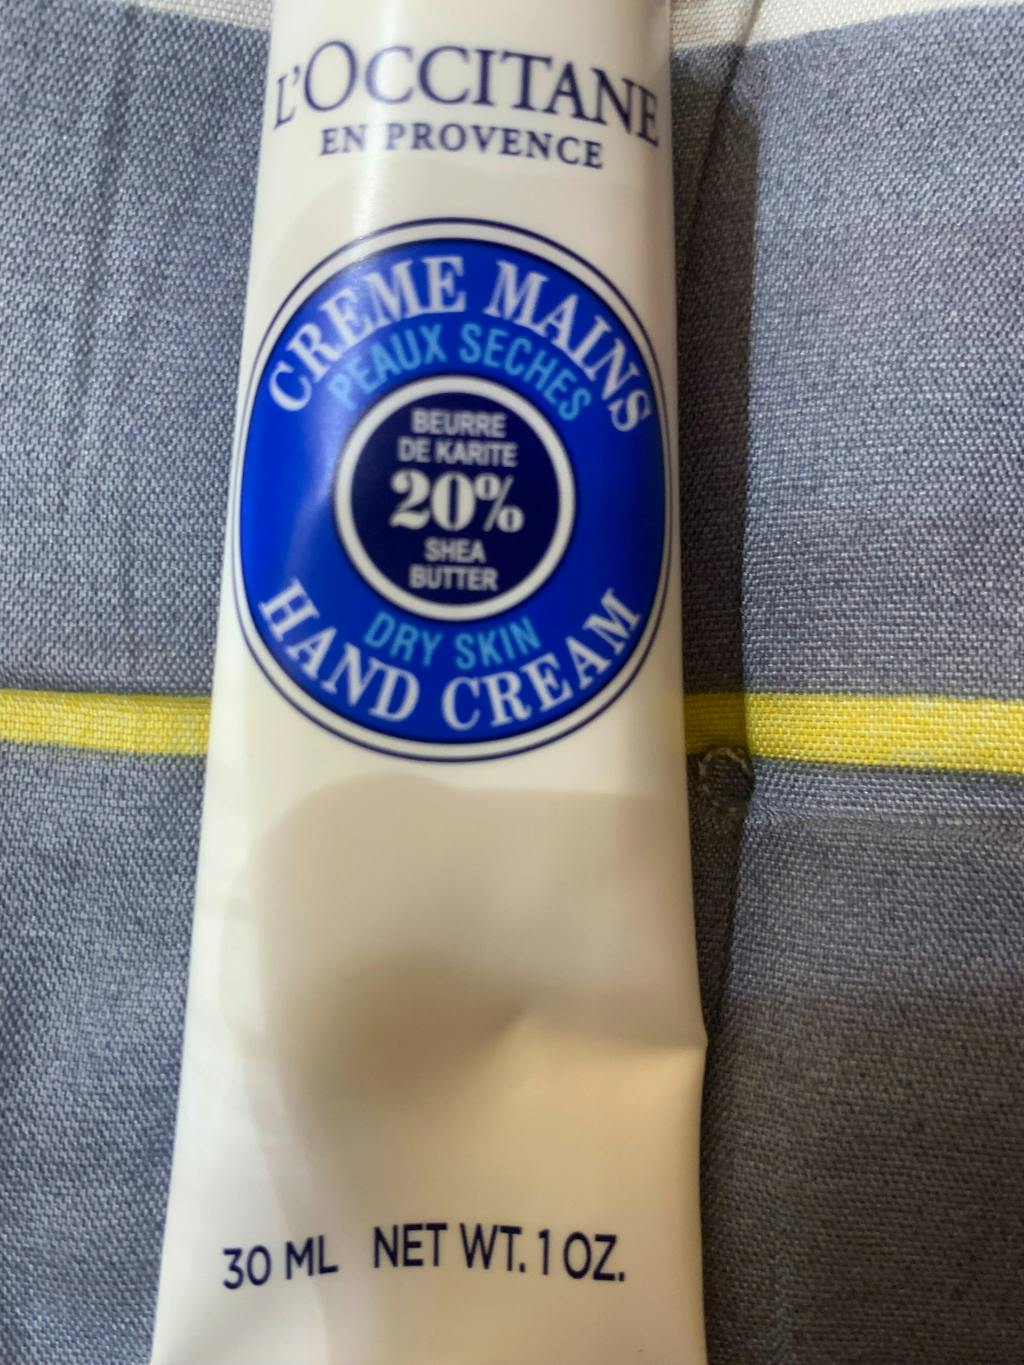 L'OCCITANE
EN PROVENCE
CREME MAINS
PEAUX SECHES
BEURRE
DE KARITE
20%
SHEA
BUTTER
DRY SKIN
HAND CREAM
30 ML NET WT. 1 OZ.